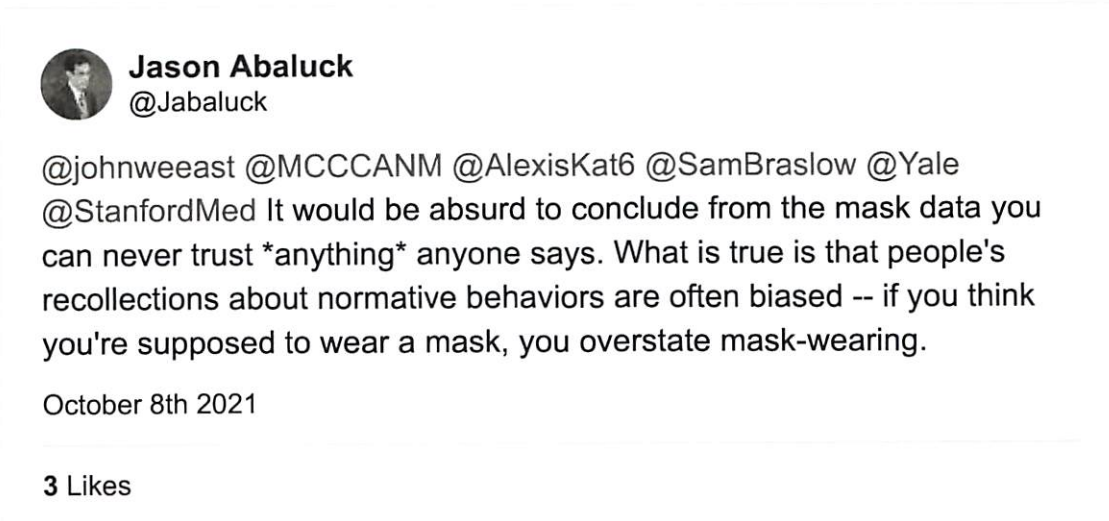 Jason Abaluck
@Jabaluck
@johnweeast @MCCCANM @AlexisKat6 @SamBraslow @Yale
@StanfordMed It would be absurd to conclude from the mask data you
can never trust *anything* anyone says. What is true is that people's
recollections about normative behaviors are often biased -- if you think
you're supposed to wear a mask, you overstate mask-wearing.
October 8th 2021
3 Likes